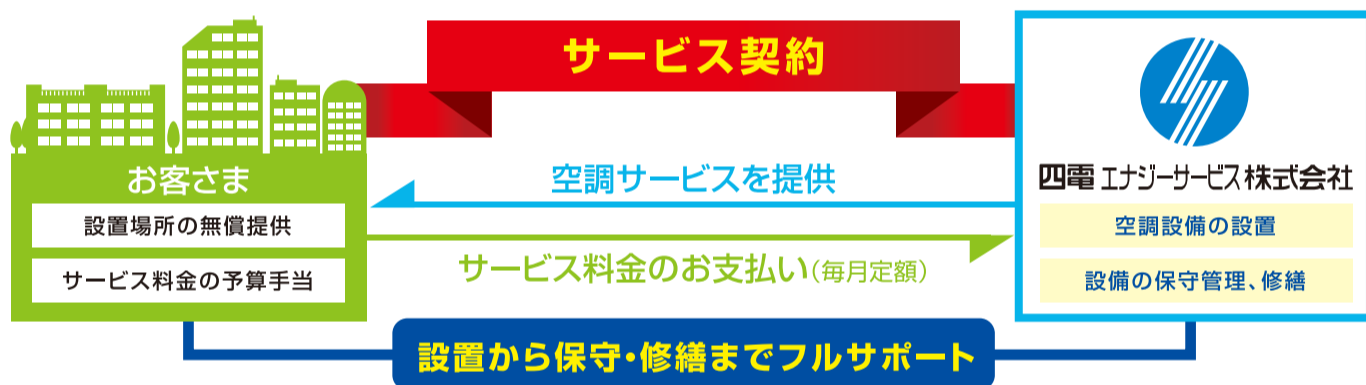 サービス契約
お客さま
設置場所の無償提供
サービス料金の予算手当
空調サービスを提供
サービス料金のお支払い(毎月定額)
四電エナジーサービス株式会社
空調設備の設置
設備の保守管理、修繕
設置から保守・修繕までフルサポート